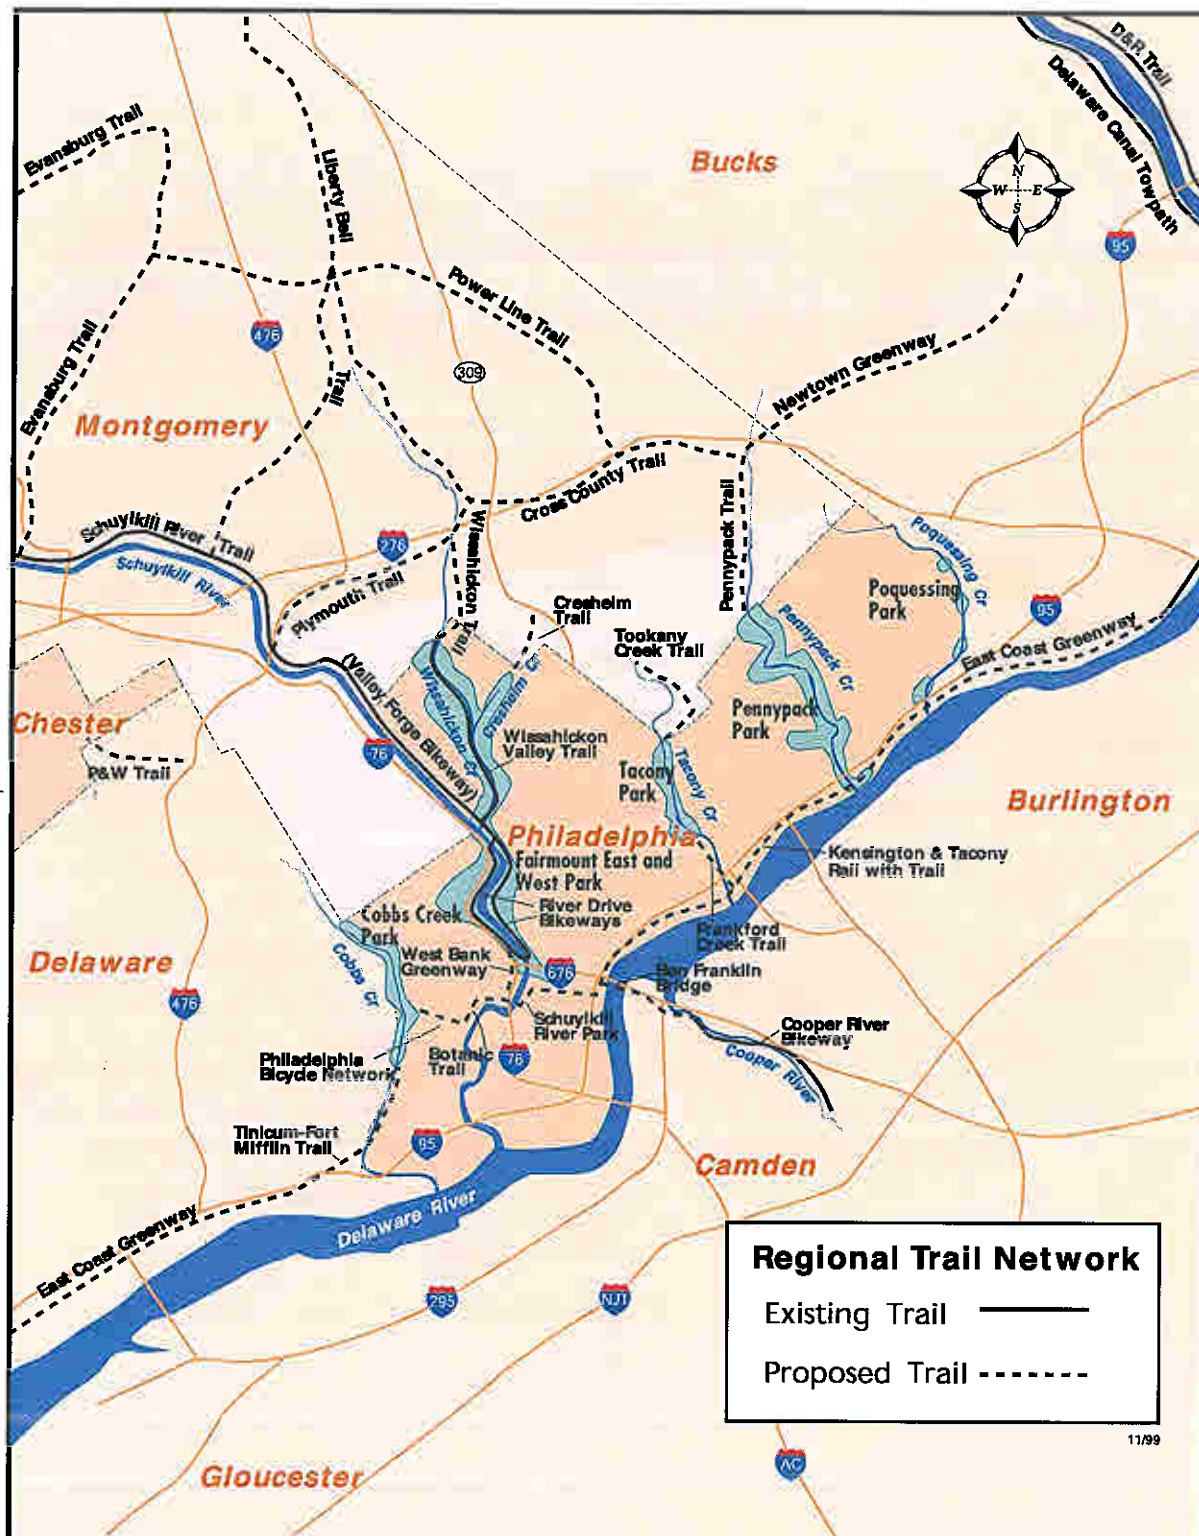 D&R Trail
Delaware Canal Towpath
Evansburg Trail
Liberty Bell
Bucks
N
W E
S
95
Power Line Trail
476
Evansburg Trail
Trail
309
Newtown Greenway
Montgomery
Cross County Trail
Pennypack Trail
Wissahickon
Trail
Schuylkill River Trail
Schuylkill River
276
Plymouth Trail
Poquessing Cr
Poquessing
Park
95
East Coast Greenway
Cresheim
Trail
Tookany
Creek Trail
Pennypack Cr
(Valley Forge Bikeway)
Wissahickon Cr
Cresheim Cr
Chester
Pennypack
Park
Wissahickon
Valley Trail
76
P&W Trail
Tacony
Park
Tacony Cr
Burlington
Philadelphia
Kensington & Tacony
Rail with Trail
Fairmount East and
West Park
River Drive
Bikeways
Cobbs Creek
Park
Frankford
Creek Trail
Delaware
Cobbs Cr
West Bank
Greenway
676
Ben Franklin
Bridge
476
Schuylkill
River Park
Cooper River
Bikeway
Philadelphia
Bicycle Network
Botanic
Trail
76
Cooper River
Tinicum-Fort
Mifflin Trail
95
Camden
East Coast Greenway
Delaware River
295
NJT
Regional Trail Network
Existing Trail
Proposed Trail
11/99
AC
Gloucester